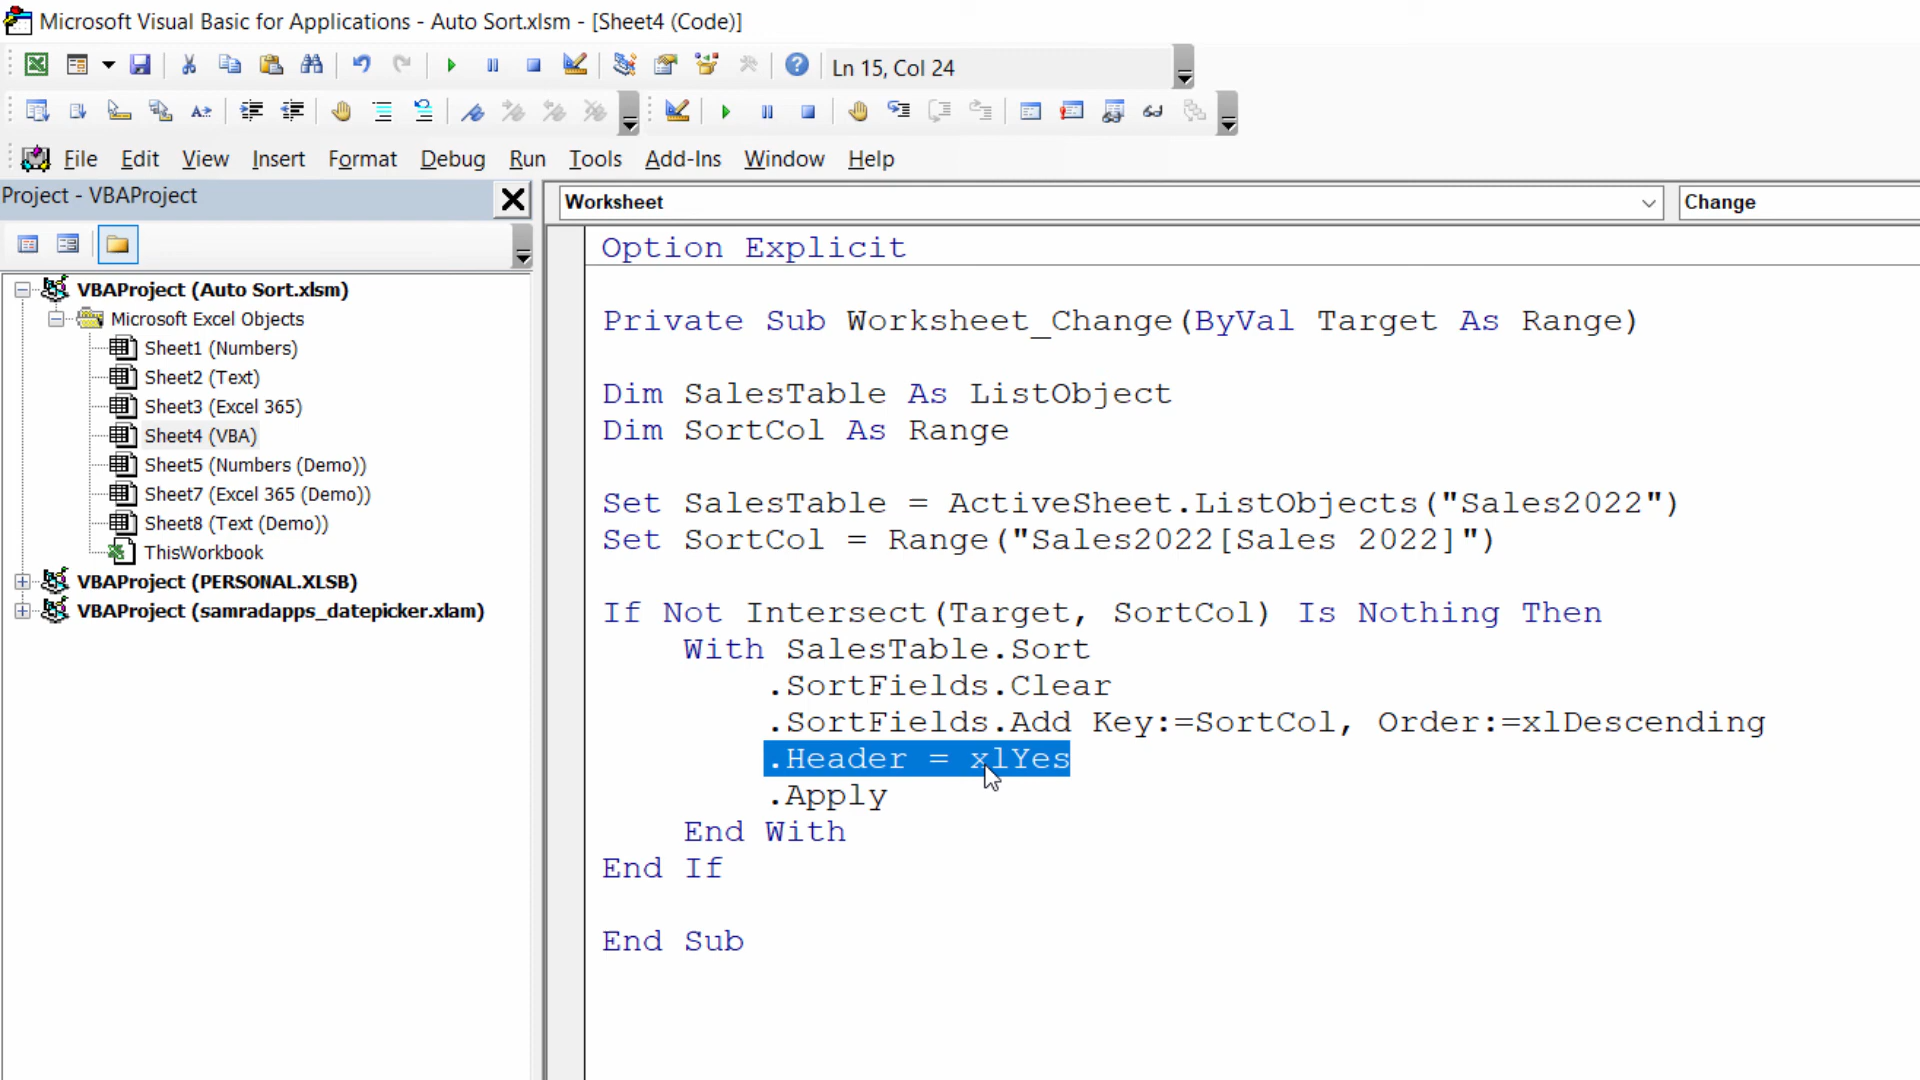 Microsoft Visual Basic for Applications - Auto Sort.xlsm - [Sheet4 (Code)]
Ln 15, Col 24
File Edit View Insert Format Debug Run Tools Add-Ins Window Help
Project - VBAProject
VBAProject (Auto Sort.xlsm)
Microsoft Excel Objects
Sheet1 (Numbers)
Sheet2 (Text)
Sheet3 (Excel 365)
Sheet4 (VBA)
Sheet5 (Numbers (Demo))
Sheet7 (Excel 365 (Demo))
Sheet8 (Text (Demo))
ThisWorkbook
VBAProject (PERSONAL.XLSB)
VBAProject (samradapps_datepicker.xlam)
Worksheet
Change
Option Explicit
Private Sub Worksheet_Change(ByVal Target As Range)
Dim SalesTable As ListObject
Dim SortCol As Range
Set SalesTable = ActiveSheet.ListObjects("Sales2022")
Set SortCol = Range("Sales2022[Sales 2022]")
If Not Intersect(Target, SortCol) Is Nothing Then
With SalesTable.Sort
.SortFields.Clear
.SortFields.Add Key:=SortCol, Order:=xlDescending
.Header = xlYes
.Apply
End With
End If
End Sub